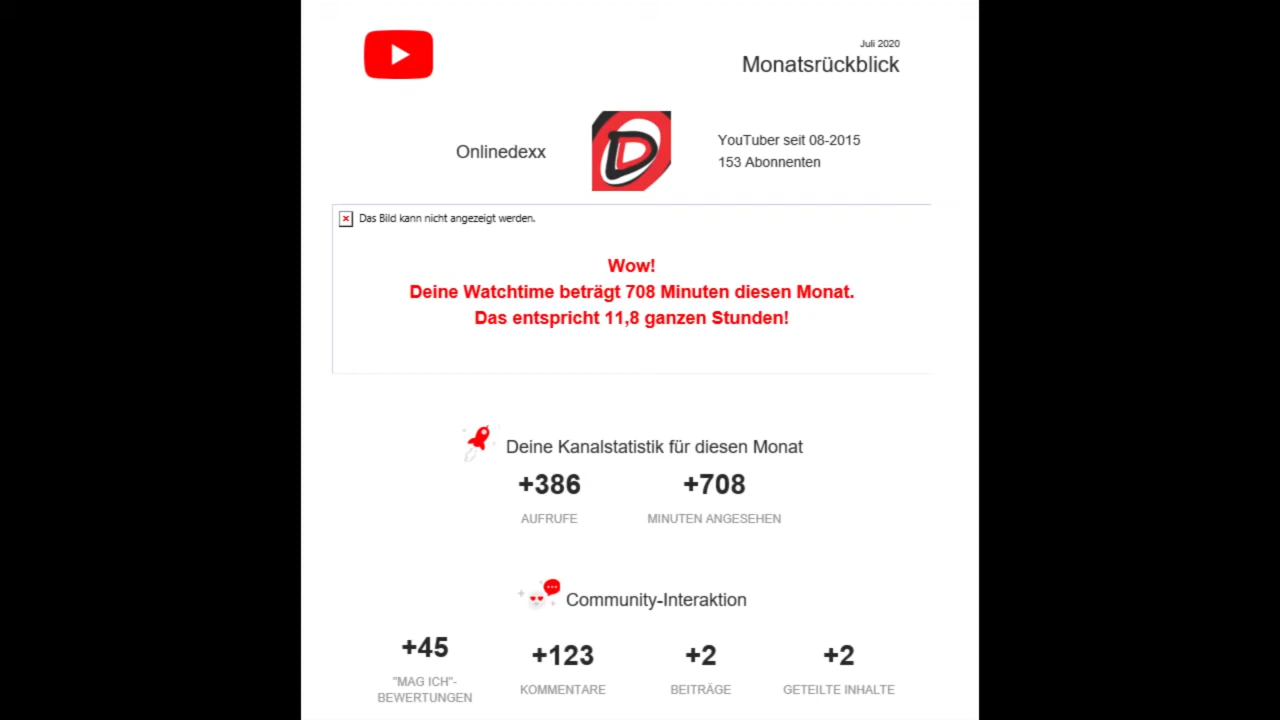 Juli 2020
Monatsrückblick
Onlinedexx
D
YouTuber seit 08-2015
153 Abonnenten
Das Bild kann nicht angezeigt werden.
Wow!
Deine Watchtime beträgt 708 Minuten diesen Monat.
Das entspricht 11,8 ganzen Stunden!
Deine Kanalstatistik für diesen Monat
+386
+708
AUFRUFE
MINUTEN ANGESEHEN
Community-Interaktion
+45
+123
+2
+2
"MAG ICH"-
BEWERTUNGEN
KOMMENTARE
BEITRÄGE
GETEILTE INHALTE